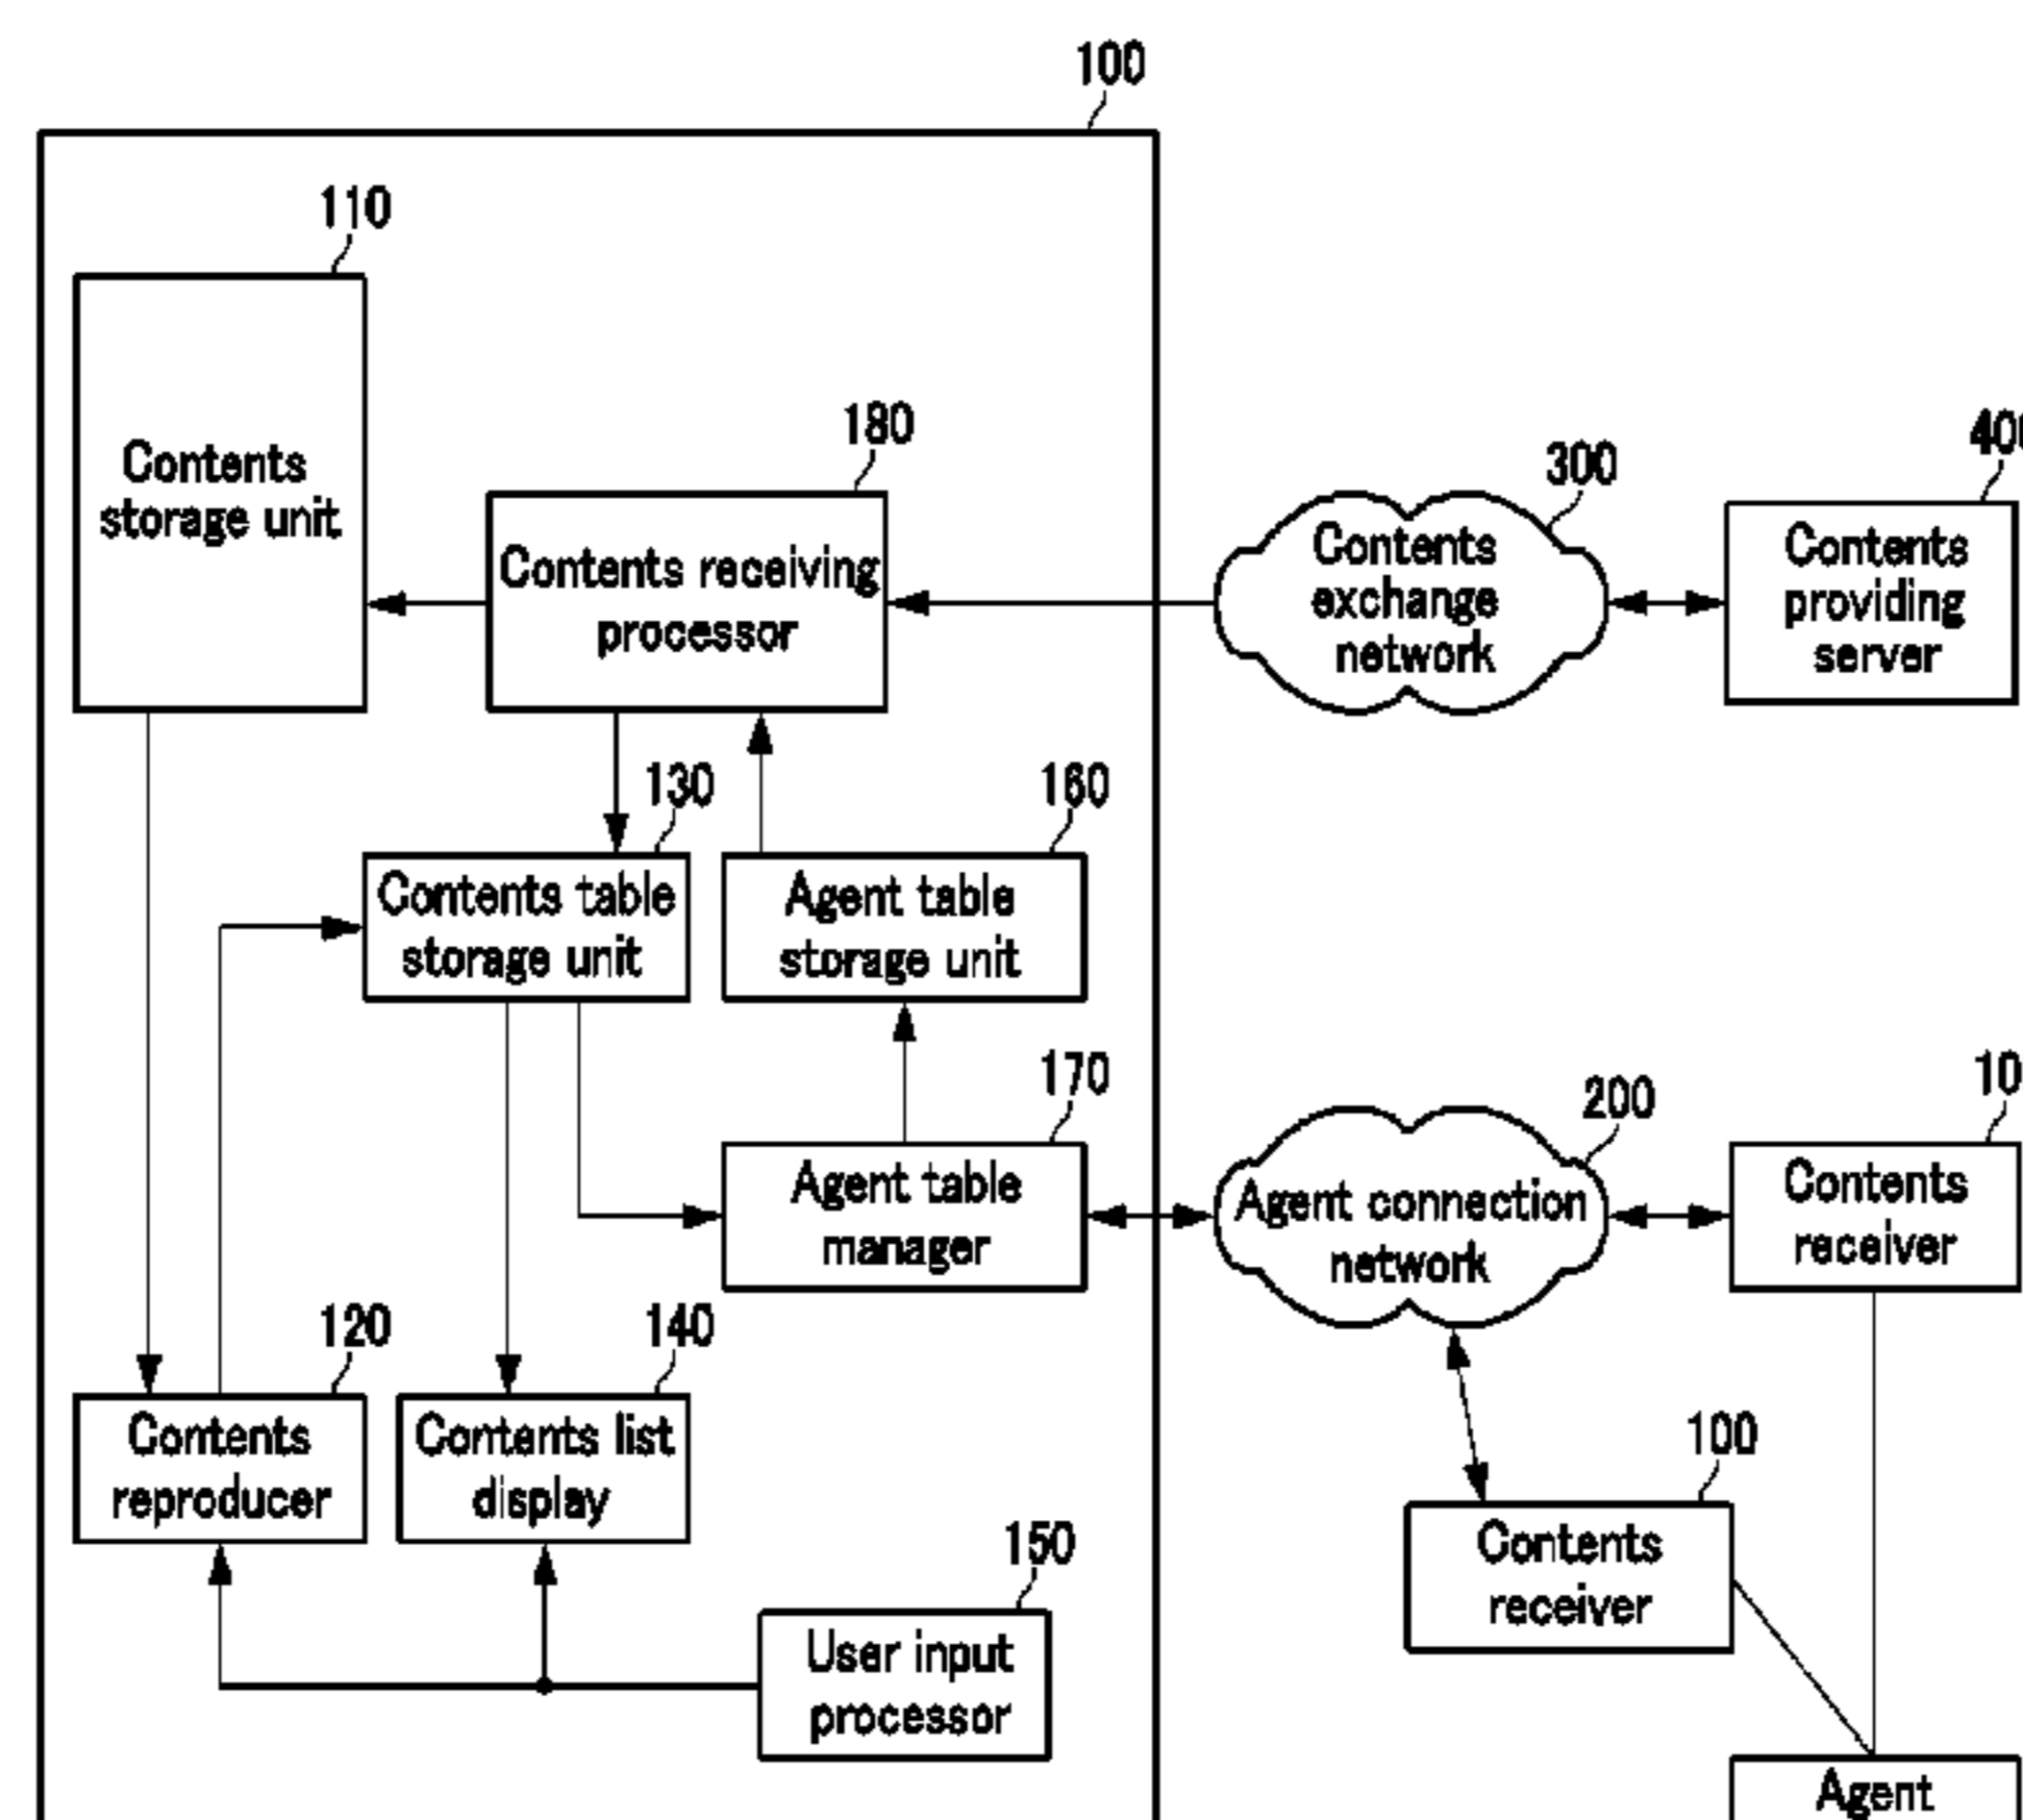 100
110
Contents
storage unit
180
Contents receiving
processor
300
Contents
exchange
network
400
Contents
providing
server
130
Contents table
storage unit
160
Agent table
storage unit
170
Agent table
manager
200
Agent connection
network
10
Contents
receiver
120
Contents
reproducer
140
Contents list
display
100
Contents
receiver
150
User input
processor
Agent